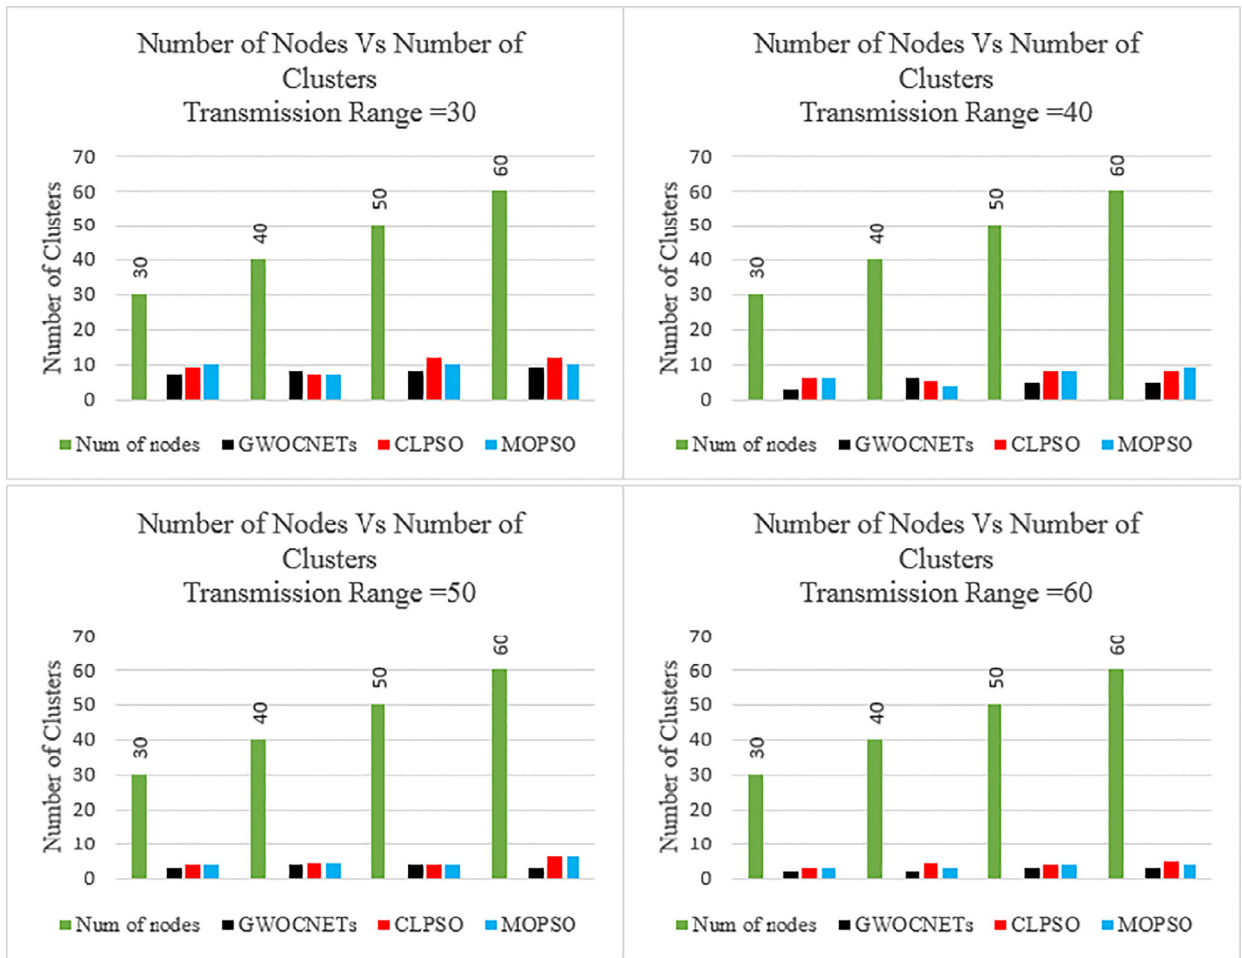 Number of Nodes Vs Number of
Clusters
Transmission Range =30
Number of Clusters
70
60
50
40
30
20
10
0
30
40
50
60
Num of nodes GWOCNETs CLPSO MOPSO
Number of Nodes Vs Number of
Clusters
Transmission Range =40
Number of Clusters
70
60
50
40
30
20
10
0
30
40
50
60
Num of nodes GWOCNETs CLPSO MOPSO
Number of Nodes Vs Number of
Clusters
Transmission Range =50
Number of Clusters
70
60
50
40
30
20
10
0
30
40
50
60
Num of nodes GWOCNETs CLPSO MOPSO
Number of Nodes Vs Number of
Clusters
Transmission Range =60
Number of Clusters
70
60
50
40
30
20
10
0
30
40
50
60
Num of nodes GWOCNETs CLPSO MOPSO